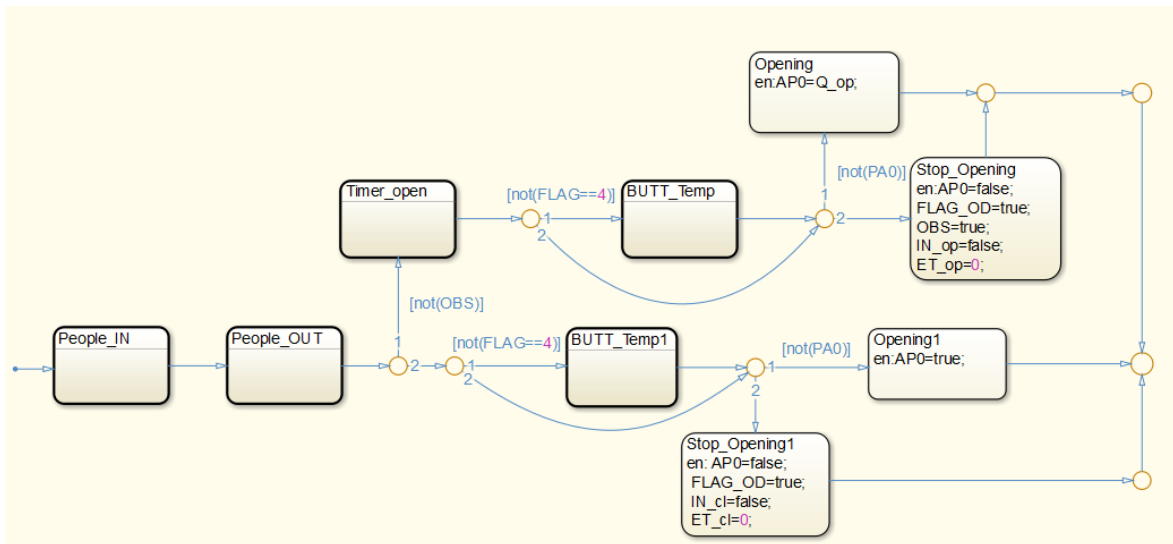 Opening
en:AP0=Q_op;
[not(PA0)]
1
2
Stop_Opening
en:AP0=false;
FLAG_OD=true;
OBS=true;
IN_op=false;
ET_op=0;
Timer_open
[not(FLAG==4)]
1
2
BUTT_Temp
[not(OBS)]
1
2
People_IN
People_OUT
[not(FLAG==4)]
1
2
BUTT_Temp1
[not(PA0)]
1
2
Opening1
en:AP0=true;
Stop_Opening1
en: AP0=false;
FLAG_OD=true;
IN_cl=false;
ET_cl=0;